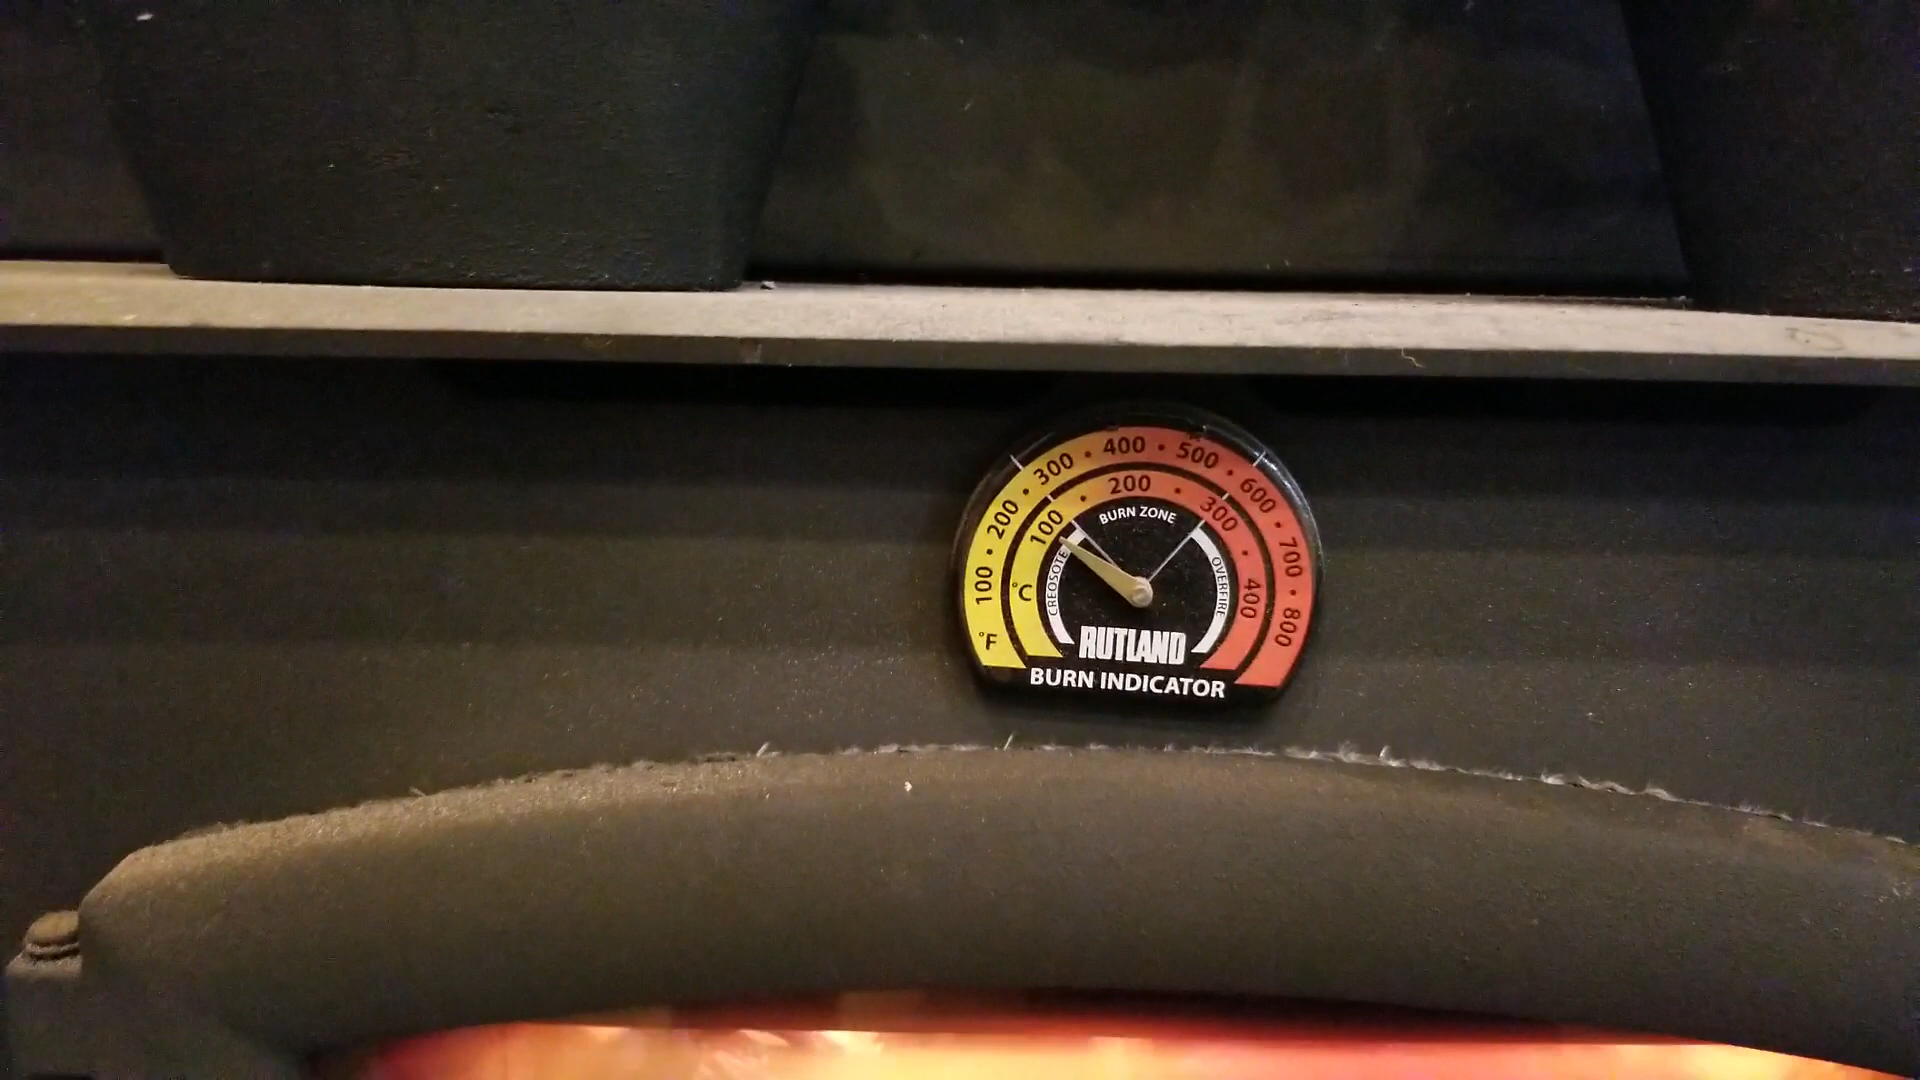 100 • 200 • 300 • 400 • 500 • 600 • 700 • 800
°F
100 • 200 • 300 • 400
°C
BURN ZONE
CREOSOTE
OVERFIRE
RUTLAND
BURN INDICATOR